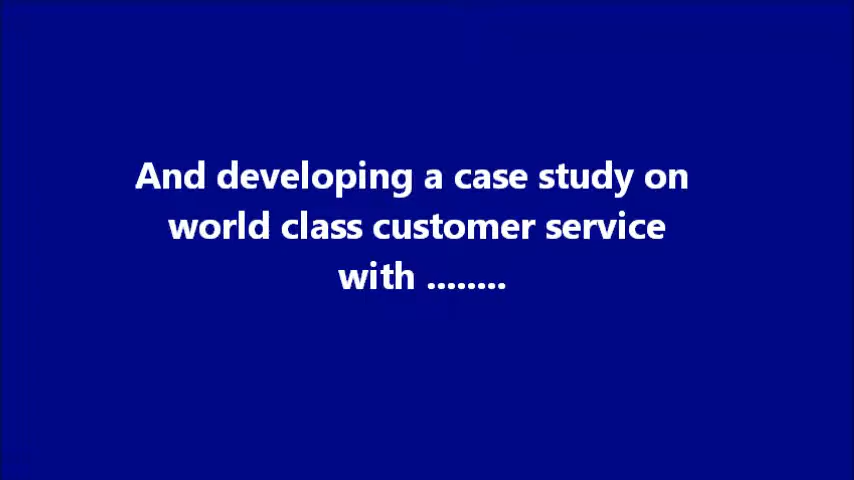 And developing a case study on
world class customer service
with ........